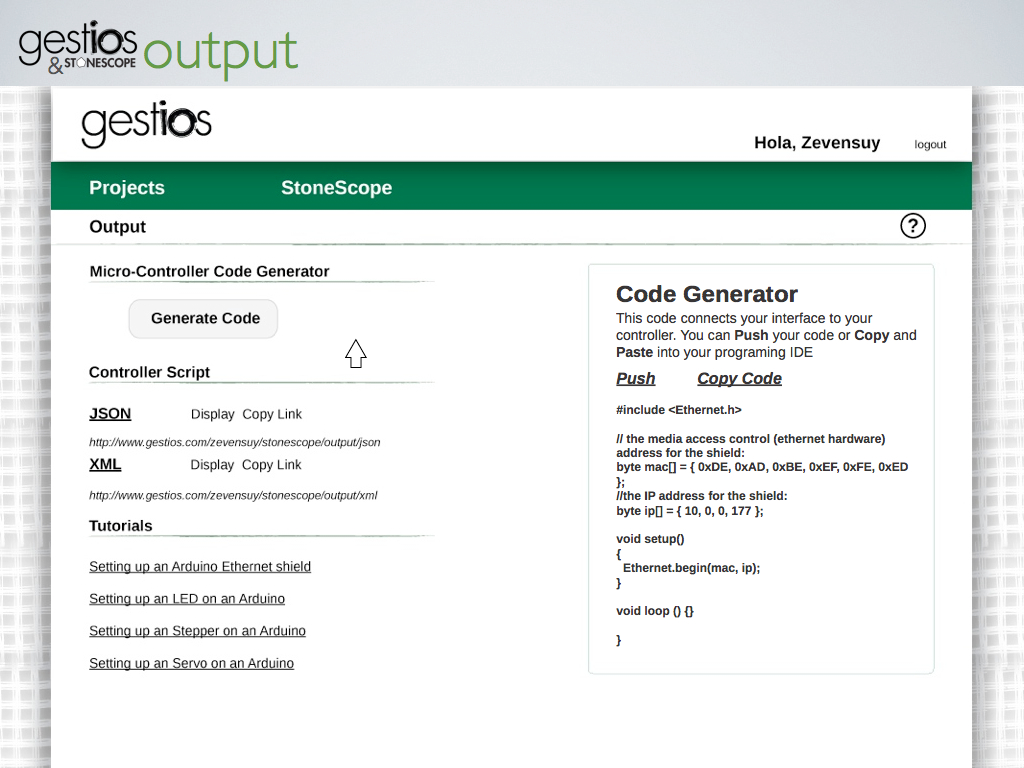 gestios
& STONESCOPE output
gestios
Hola, Zevensuy logout
Projects StoneScope
Output ?
Micro-Controller Code Generator
Generate Code
Controller Script
JSON Display Copy Link
http://www.gestios.com/zevensuy/stonescope/output/json
XML Display Copy Link
http://www.gestios.com/zevensuy/stonescope/output/xml
Tutorials
Setting up an Arduino Ethernet shield
Setting up an LED on an Arduino
Setting up an Stepper on an Arduino
Setting up an Servo on an Arduino
Code Generator
This code connects your interface to your
controller. You can Push your code or Copy and
Paste into your programing IDE
Push Copy Code
#include <Ethernet.h>
// the media access control (ethernet hardware)
address for the shield:
byte mac[] = { 0xDE, 0xAD, 0xBE, 0xEF, 0xFE, 0xED
};
//the IP address for the shield:
byte ip[] = { 10, 0, 0, 177 };
void setup()
{
Ethernet.begin(mac, ip);
}
void loop () {}
}